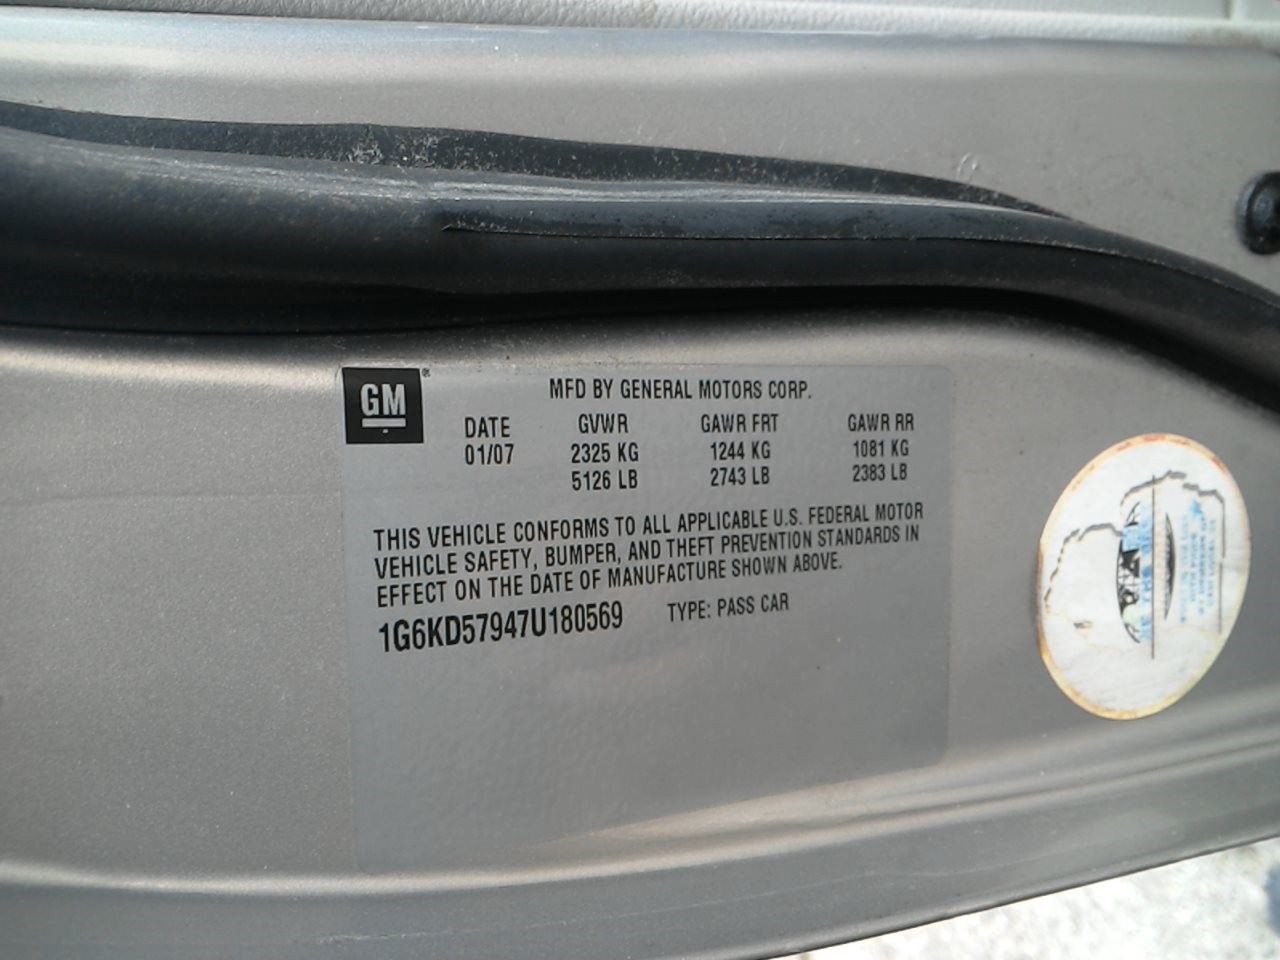 GM
MFD BY GENERAL MOTORS CORP.
DATE GVWR GAWR FRT GAWR RR
01/07 2325 KG 1244 KG 1081 KG
5126 LB 2743 LB 2383 LB
THIS VEHICLE CONFORMS TO ALL APPLICABLE U.S. FEDERAL MOTOR
VEHICLE SAFETY, BUMPER, AND THEFT PREVENTION STANDARDS IN
EFFECT ON THE DATE OF MANUFACTURE SHOWN ABOVE.
1G6KD57947U180569 TYPE: PASS CAR